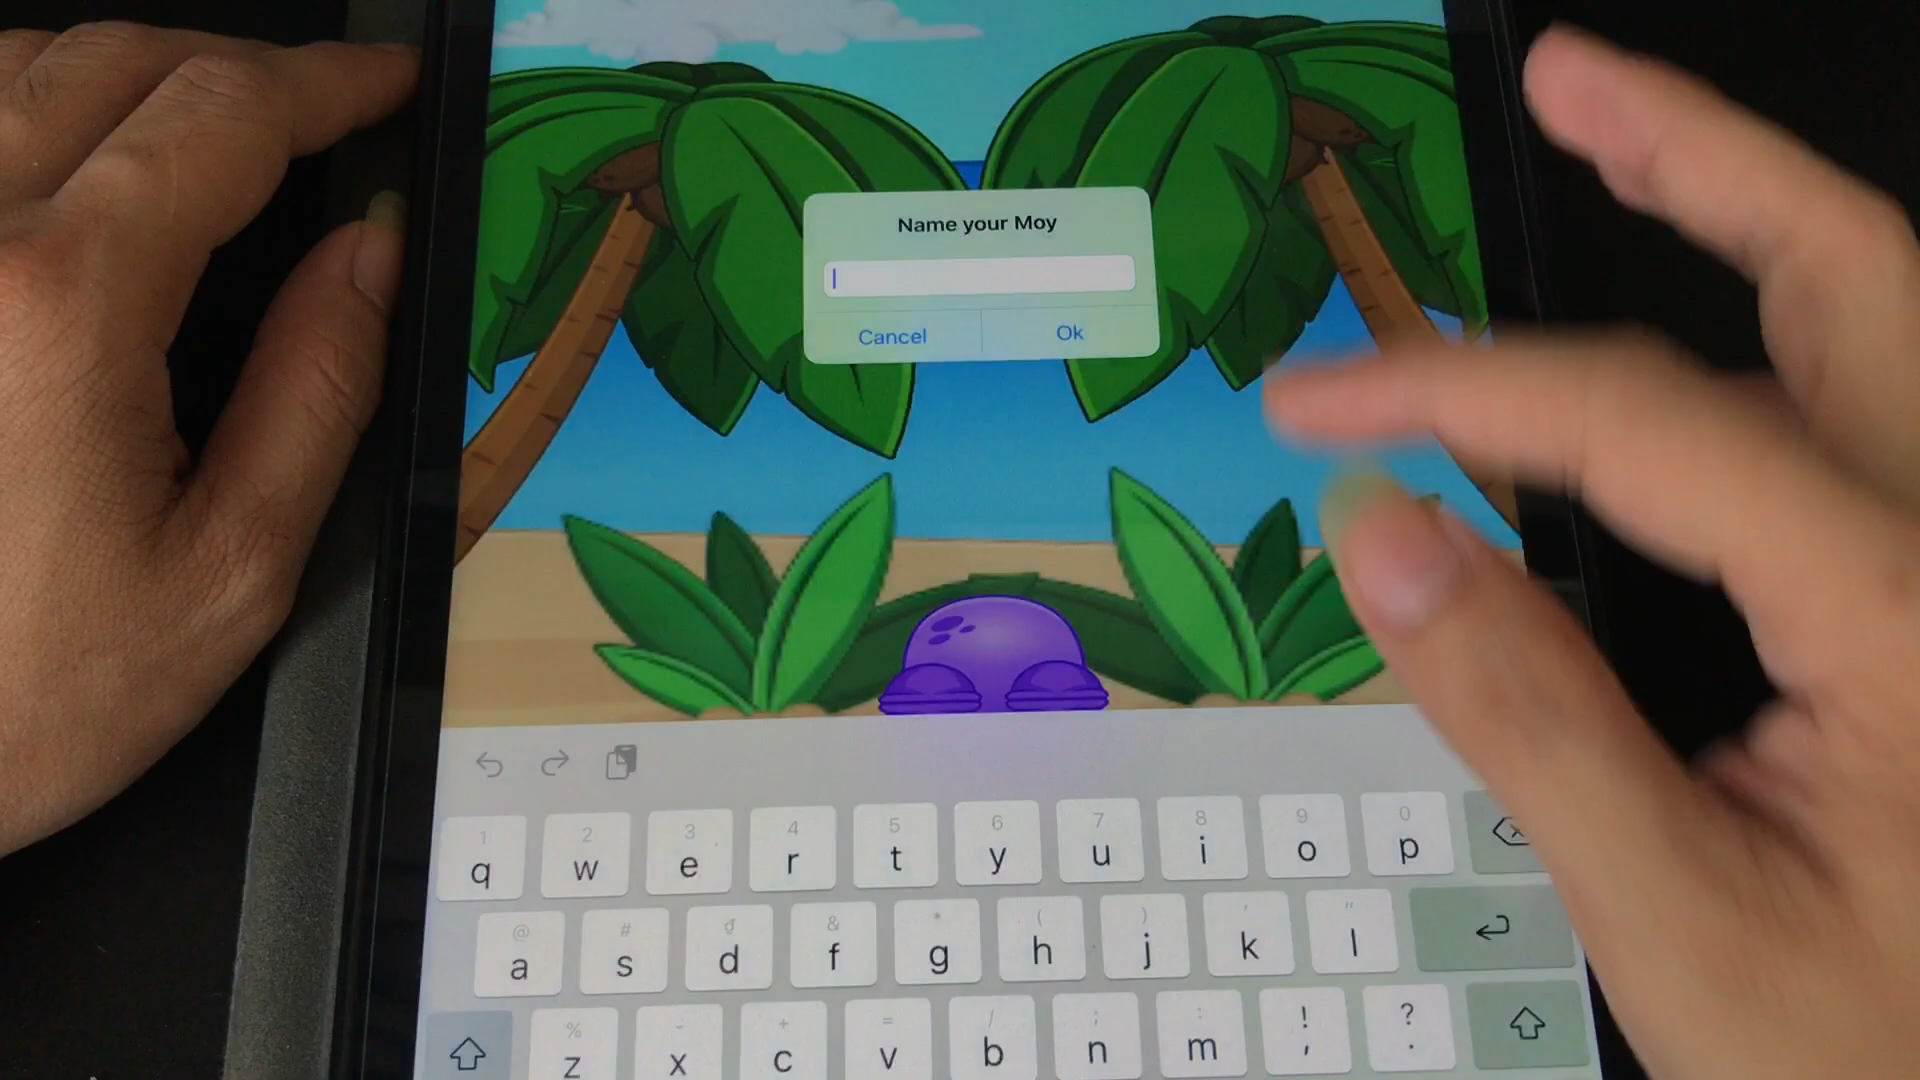 Name your Moy
Cancel Ok
1 2 3 4 5 6 7 8 9 0
q w e r t y u i o p
@ # ₫ & * ( ) ' "
a s d f g h j k l
% - + = / ; : ! ?
z x c v b n m , .